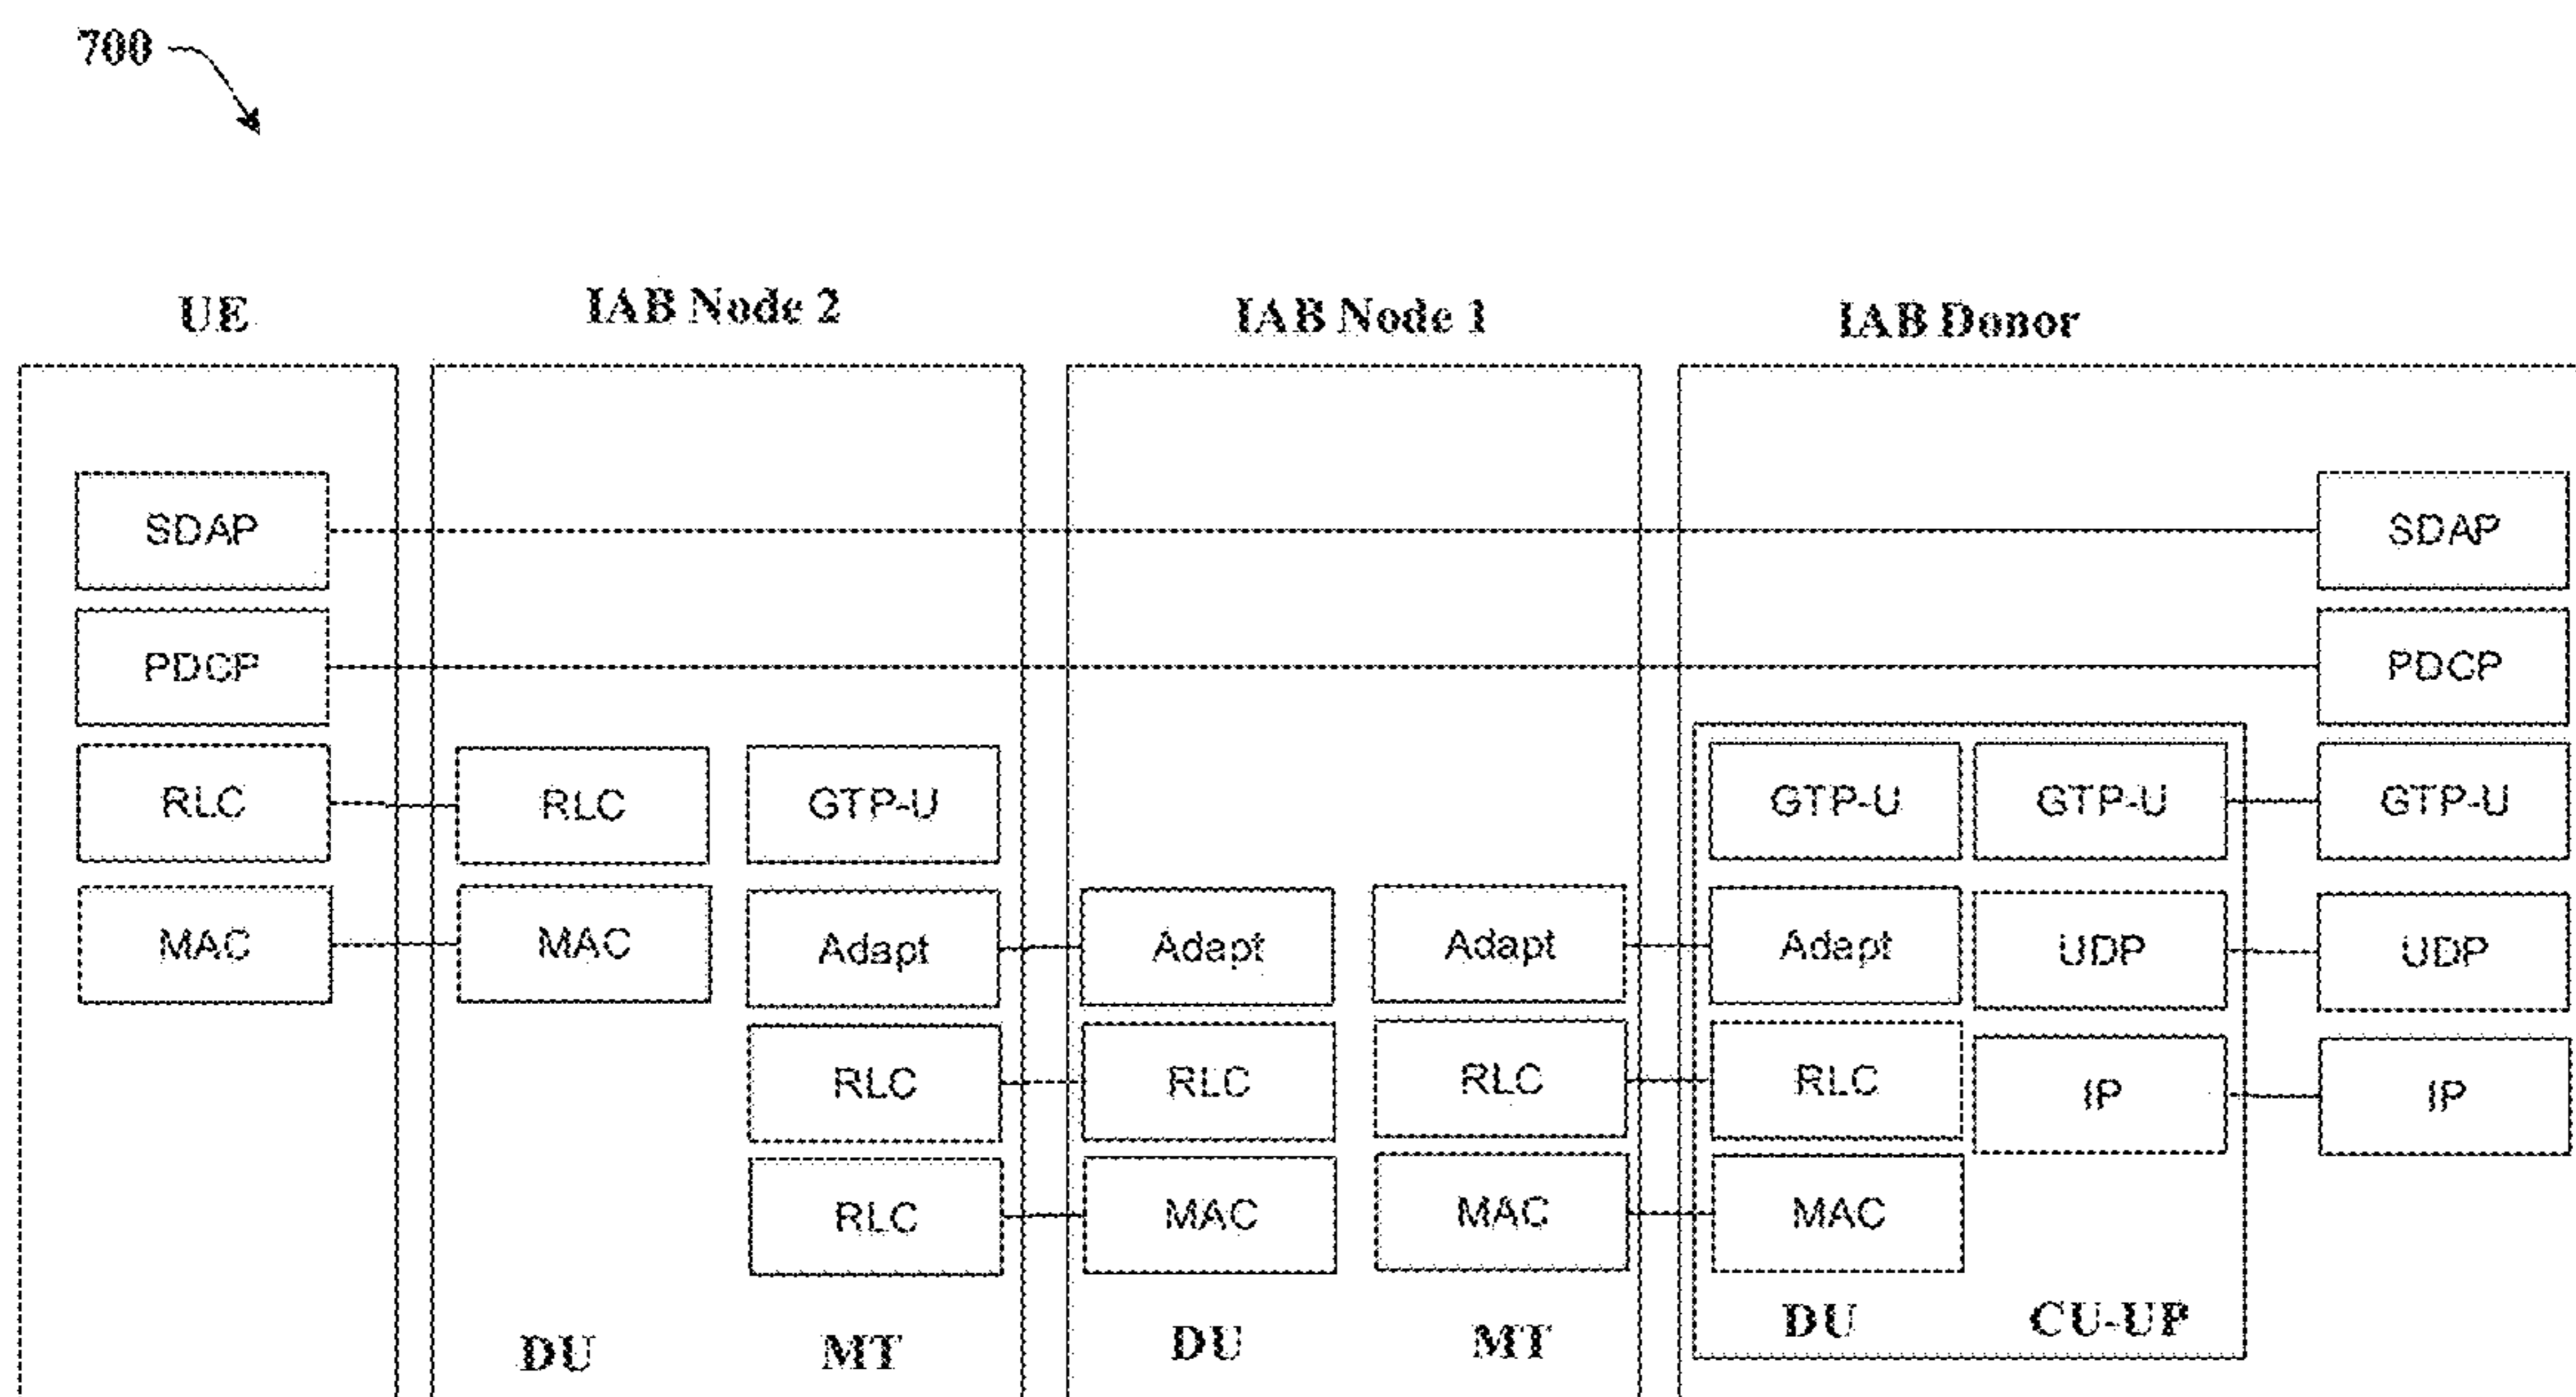 700
UE IAB Node 2 IAB Node 1 IAB Donor
SDAP SDAP
PDCP PDCP
RLC RLC GTP-U GTP-U GTP-U GTP-U
MAC MAC Adapt Adapt Adapt Adapt UDP UDP
RLC RLC RLC RLC IP IP
RLC MAC MAC MAC
DU MT DU MT DU CU-UP